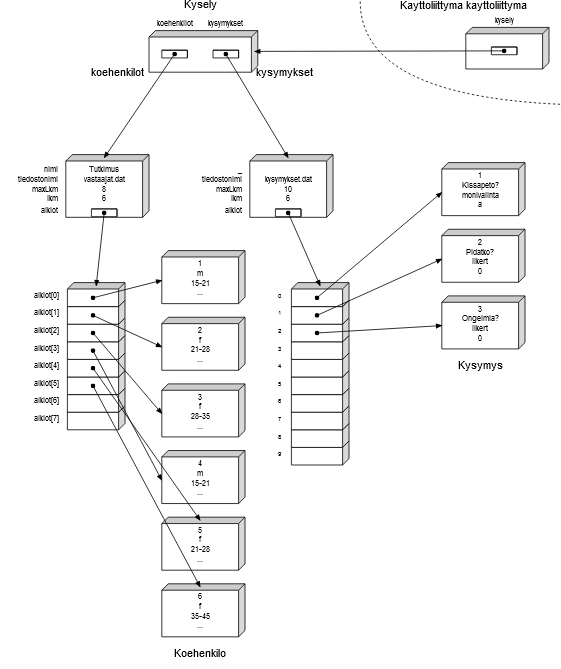 Kysely
Kayttoliittyma kayttoliittyma
koehenkilot kysymykset
kysely
koehenkilot
kysymykset
nimi
tiedostonimi
maxLkm
lkm
alkiot
Tutkimus
vastaajat.dat
8
6
tiedostonimi
maxLkm
lkm
alkiot
kysymykset.dat
10
6
1
Kissapeto?
monivalinta
a
2
Pidatko?
likert
0
3
Ongelmia?
likert
0
Kysymys
alkiot[0]
alkiot[1]
alkiot[2]
alkiot[3]
alkiot[4]
alkiot[5]
alkiot[6]
alkiot[7]
1
m
15-21
...
2
f
21-28
...
3
f
28-35
...
4
m
15-21
...
5
f
21-28
...
6
f
35-45
...
Koehenkilo
0
1
2
3
4
5
6
7
8
9